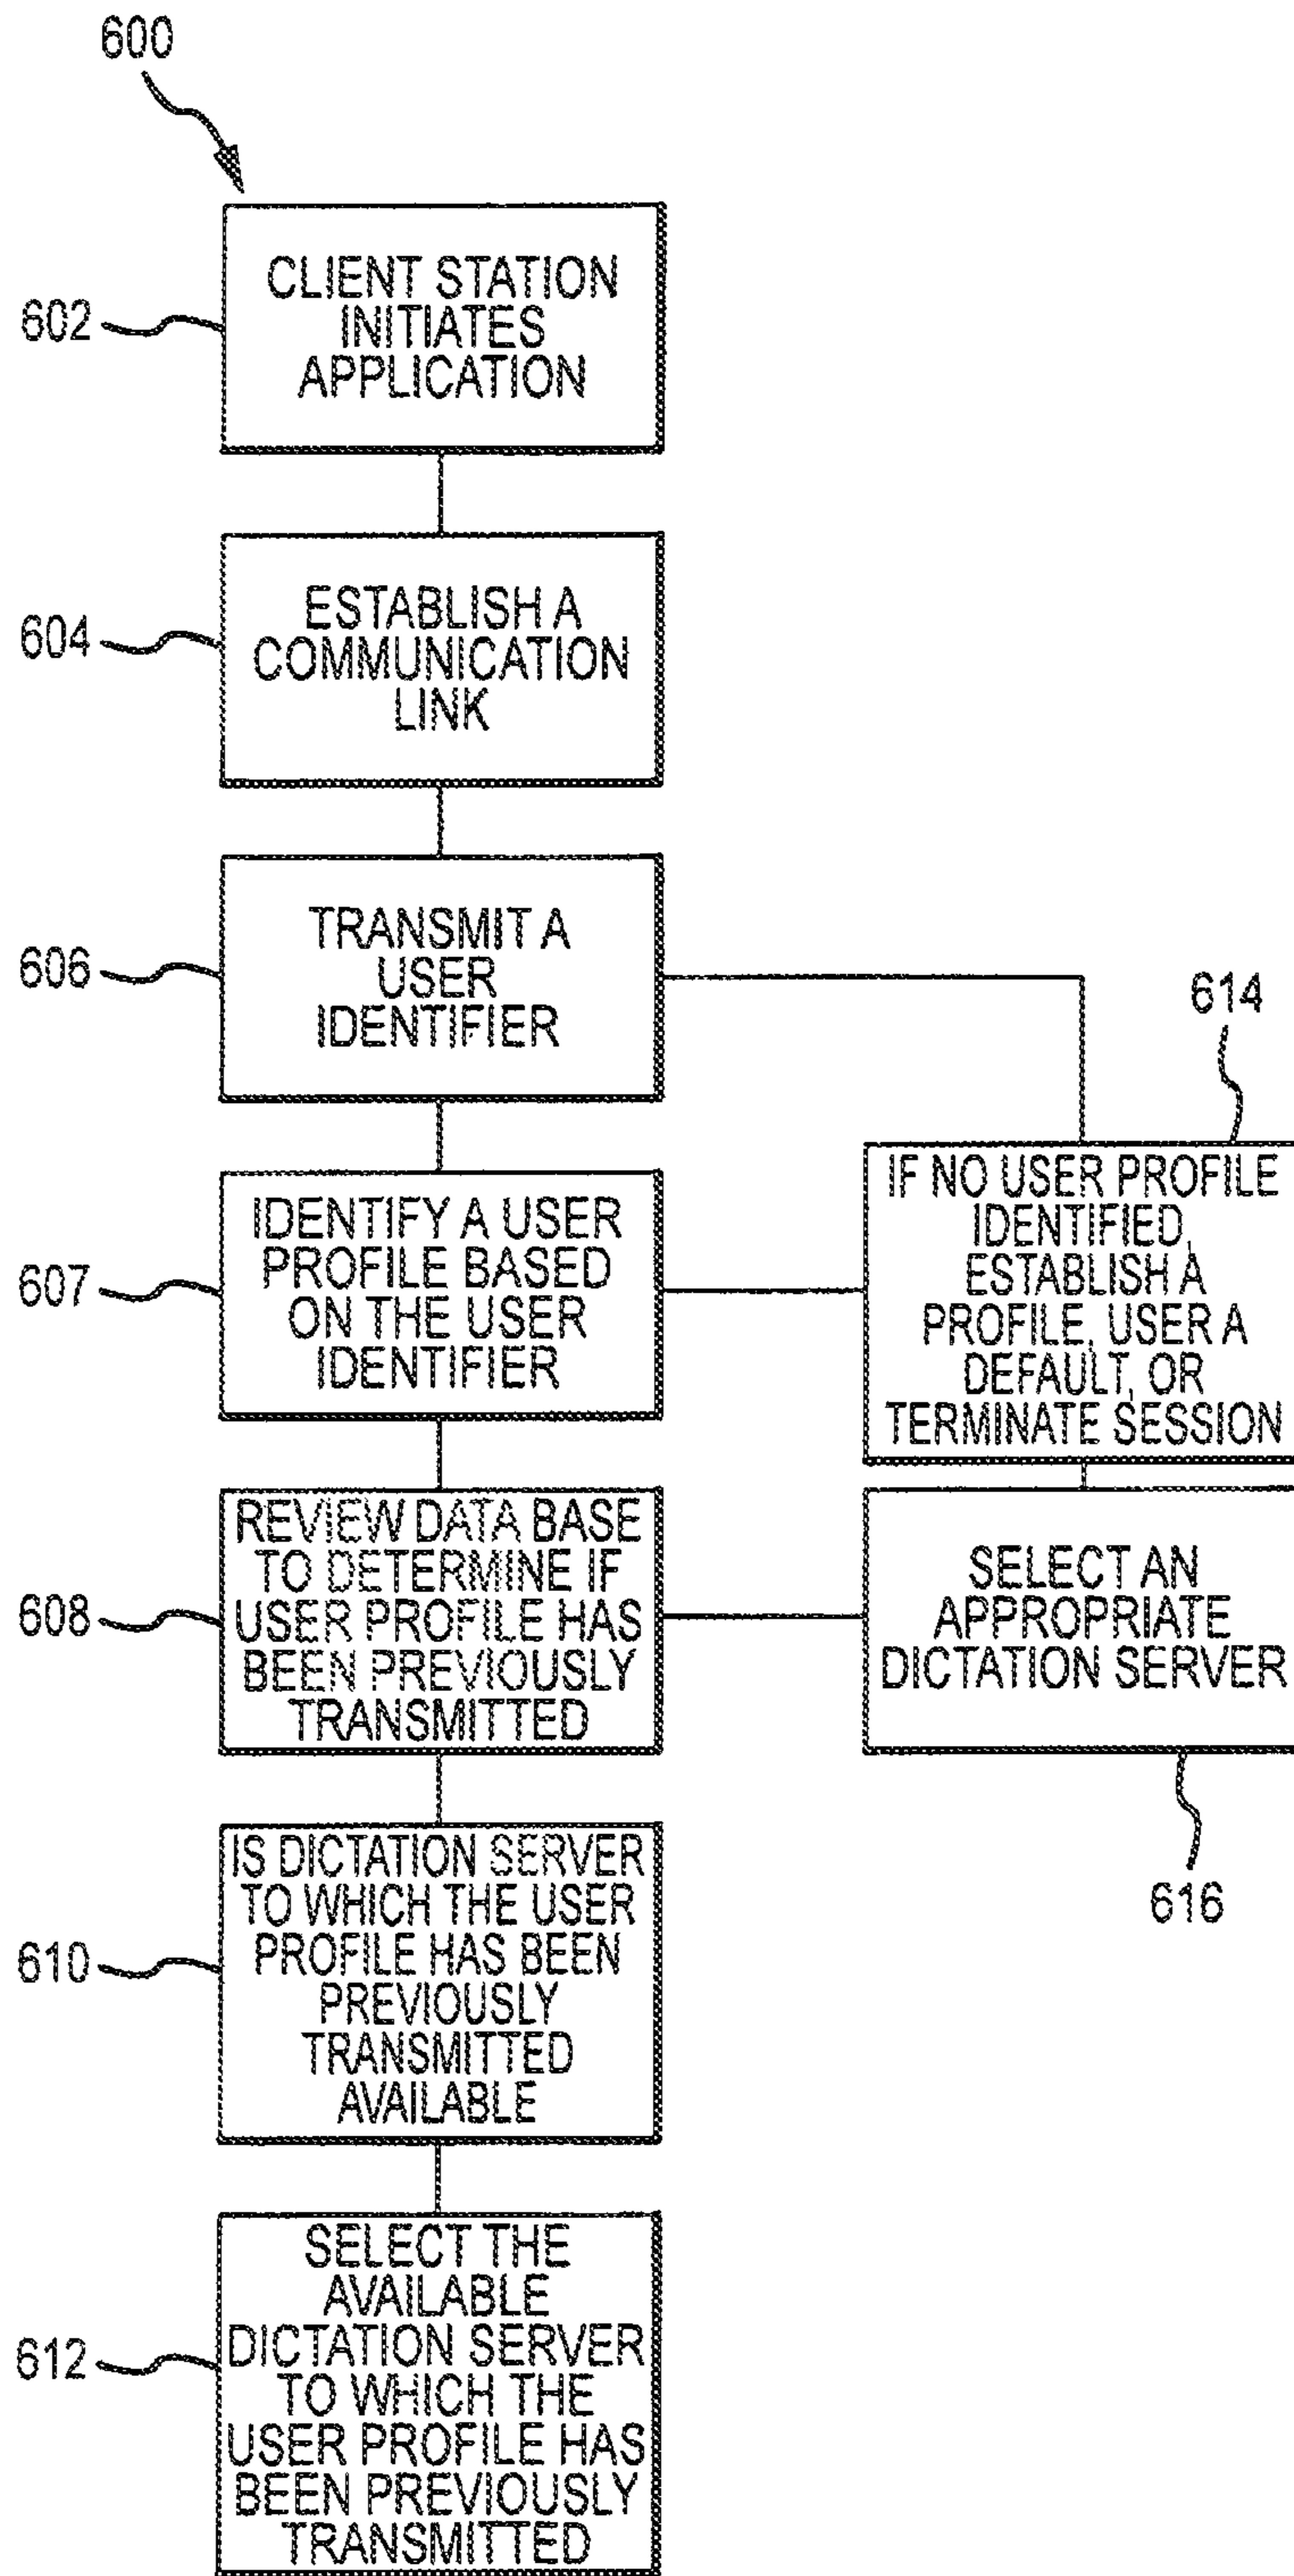 600
602
CLIENT STATION
INITIATES
APPLICATION
604
ESTABLISH A
COMMUNICATION
LINK
606
TRANSMIT A
USER
IDENTIFIER
607
IDENTIFY A USER
PROFILE BASED
ON THE USER
IDENTIFIER
614
IF NO USER PROFILE
IDENTIFIED,
ESTABLISH A
PROFILE, USER A
DEFAULT, OR
TERMINATE SESSION
608
REVIEW DATA BASE
TO DETERMINE IF
USER PROFILE HAS
BEEN PREVIOUSLY
TRANSMITTED
SELECT AN
APPROPRIATE
DICTATION SERVER
616
610
IS DICTATION SERVER
TO WHICH THE USER
PROFILE HAS BEEN
PREVIOUSLY
TRANSMITTED
AVAILABLE
612
SELECT THE
AVAILABLE
DICTATION SERVER
TO WHICH THE
USER PROFILE HAS
BEEN PREVIOUSLY
TRANSMITTED